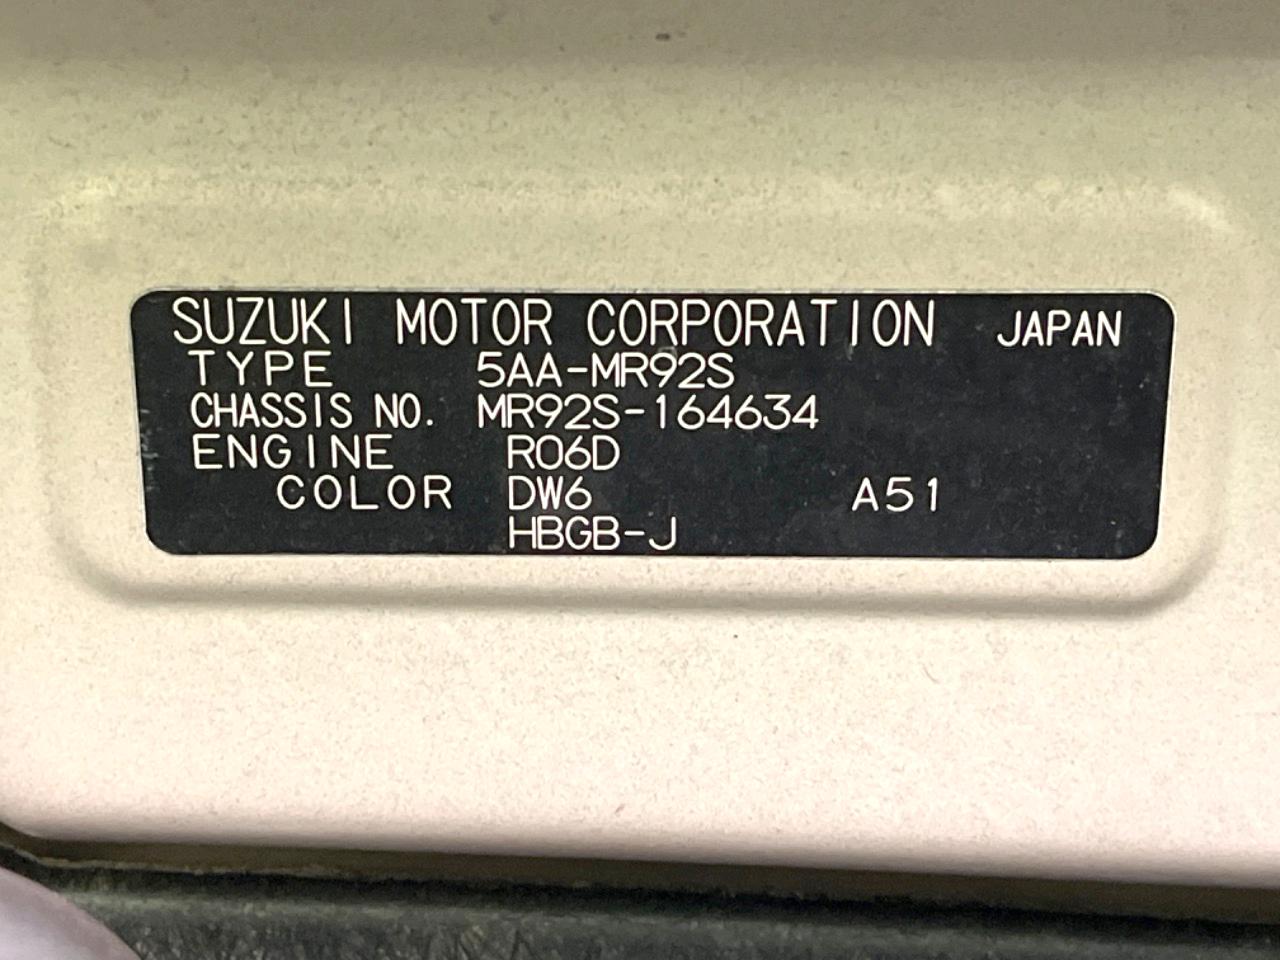 SUZUKI MOTOR CORPORATION JAPAN
TYPE 5AA-MR92S
CHASSIS NO. MR92S-164634
ENGINE R06D
COLOR DW6 A51
HBGB-J